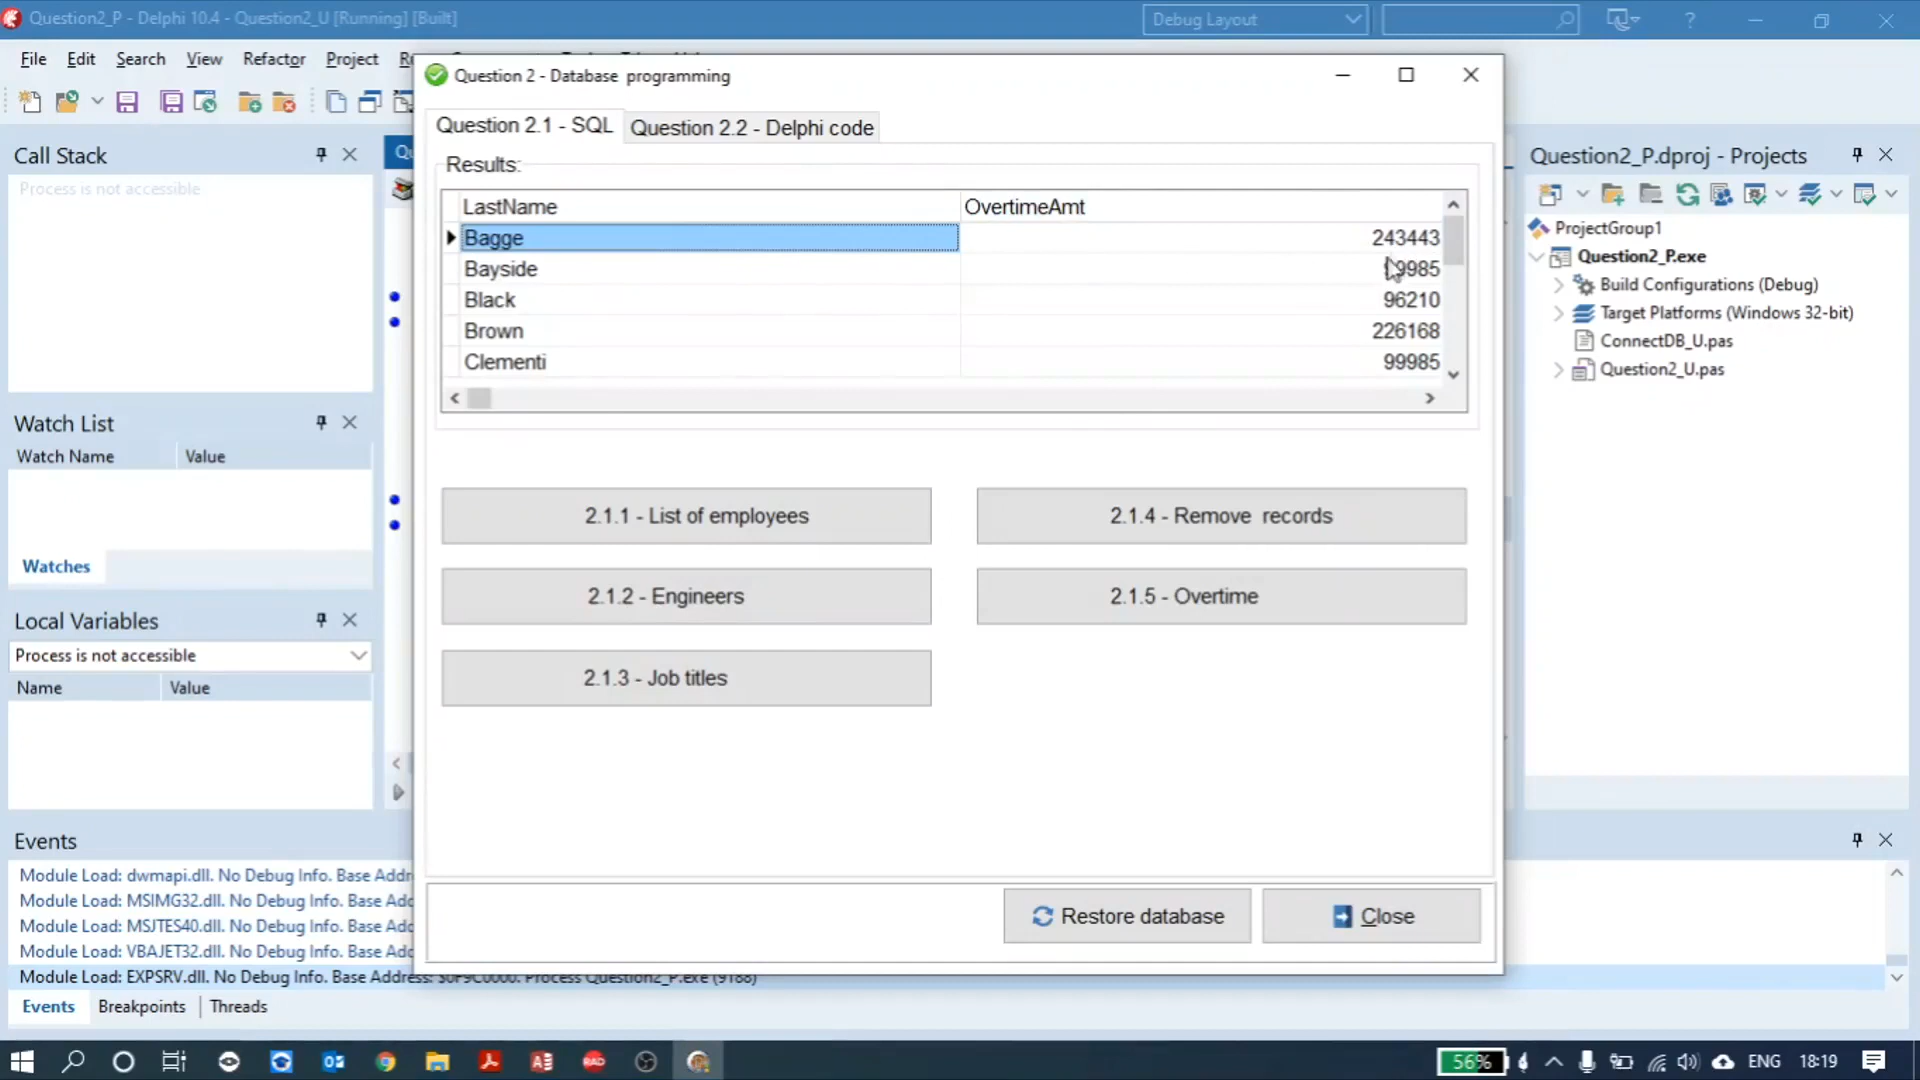 Question2_P - Delphi 10.4 - Question2_U [Running] [Built]
Debug Layout
File Edit Search View Refactor Project
Question 2 - Database programming
Question 2.1 - SQL
Question 2.2 - Delphi code
Results:
LastName OvertimeAmt
Bagge 243443
Bayside
Black 96210
Brown 226168
Clementi 99985
2.1.1 - List of employees
2.1.4 - Remove records
2.1.2 - Engineers
2.1.5 - Overtime
2.1.3 - Job titles
Restore database
Close
Call Stack
Process is not accessible
Watch List
Watch Name Value
Watches
Local Variables
Process is not accessible
Name Value
Question2_P.dproj - Projects
ProjectGroup1
Question2_P.exe
Build Configurations (Debug)
Target Platforms (Windows 32-bit)
ConnectDB_U.pas
Question2_U.pas
Events
Module Load: dwmapi.dll. No Debug Info. Base Addr
Module Load: MSIMG32.dll. No Debug Info. Base Add
Module Load: MSJTES40.dll. No Debug Info. Base Ad
Module Load: VBAJET32.dll. No Debug Info. Base Add
Module Load: EXPSRV.dll. No Debug Info. Base Address: $0F9C0000. Process Question2_P.exe (9188)
Events Breakpoints Threads
56%
ENG
18:19